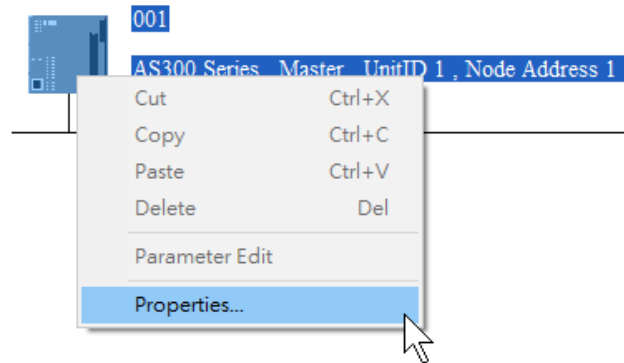 001
AS300 Series Master UnitID 1 , Node Address 1
Cut Ctrl+X
Copy Ctrl+C
Paste Ctrl+V
Delete Del
Parameter Edit
Properties...